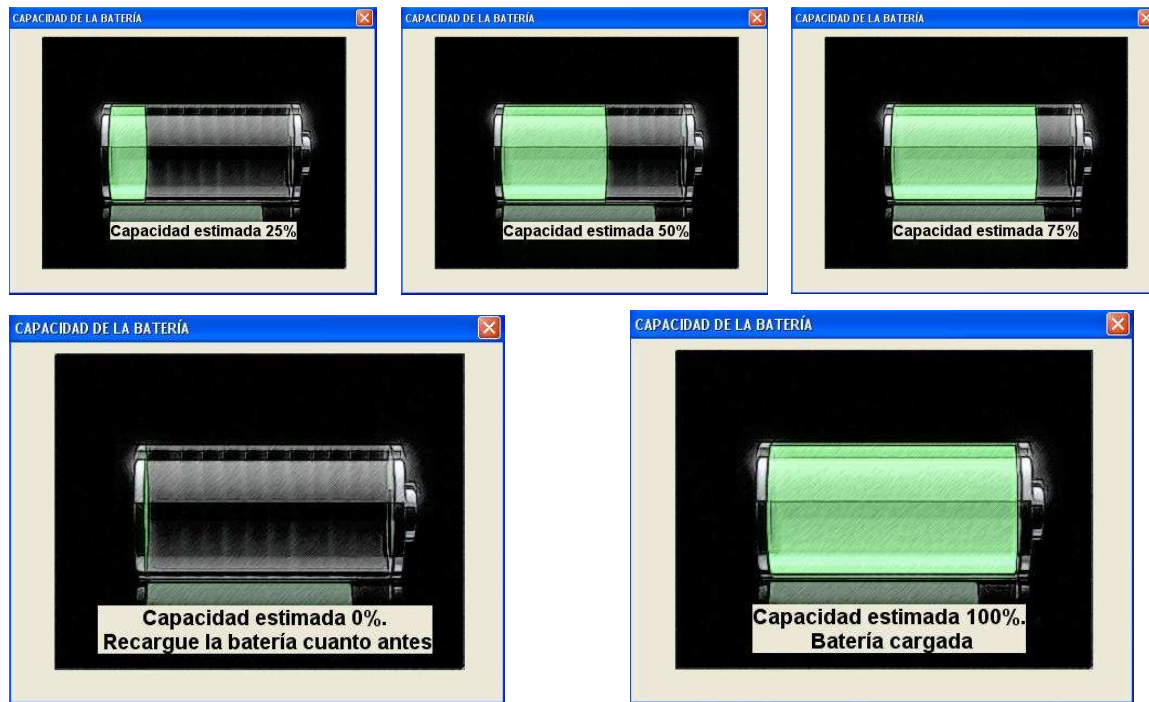 CAPACIDAD DE LA BATERÍA
CAPACIDAD DE LA BATERÍA
CAPACIDAD DE LA BATERÍA
Capacidad estimada 25%
Capacidad estimada 50%
Capacidad estimada 75%
CAPACIDAD DE LA BATERÍA
CAPACIDAD DE LA BATERÍA
Capacidad estimada 0%.
Recargue la batería cuanto antes
Capacidad estimada 100%.
Batería cargada